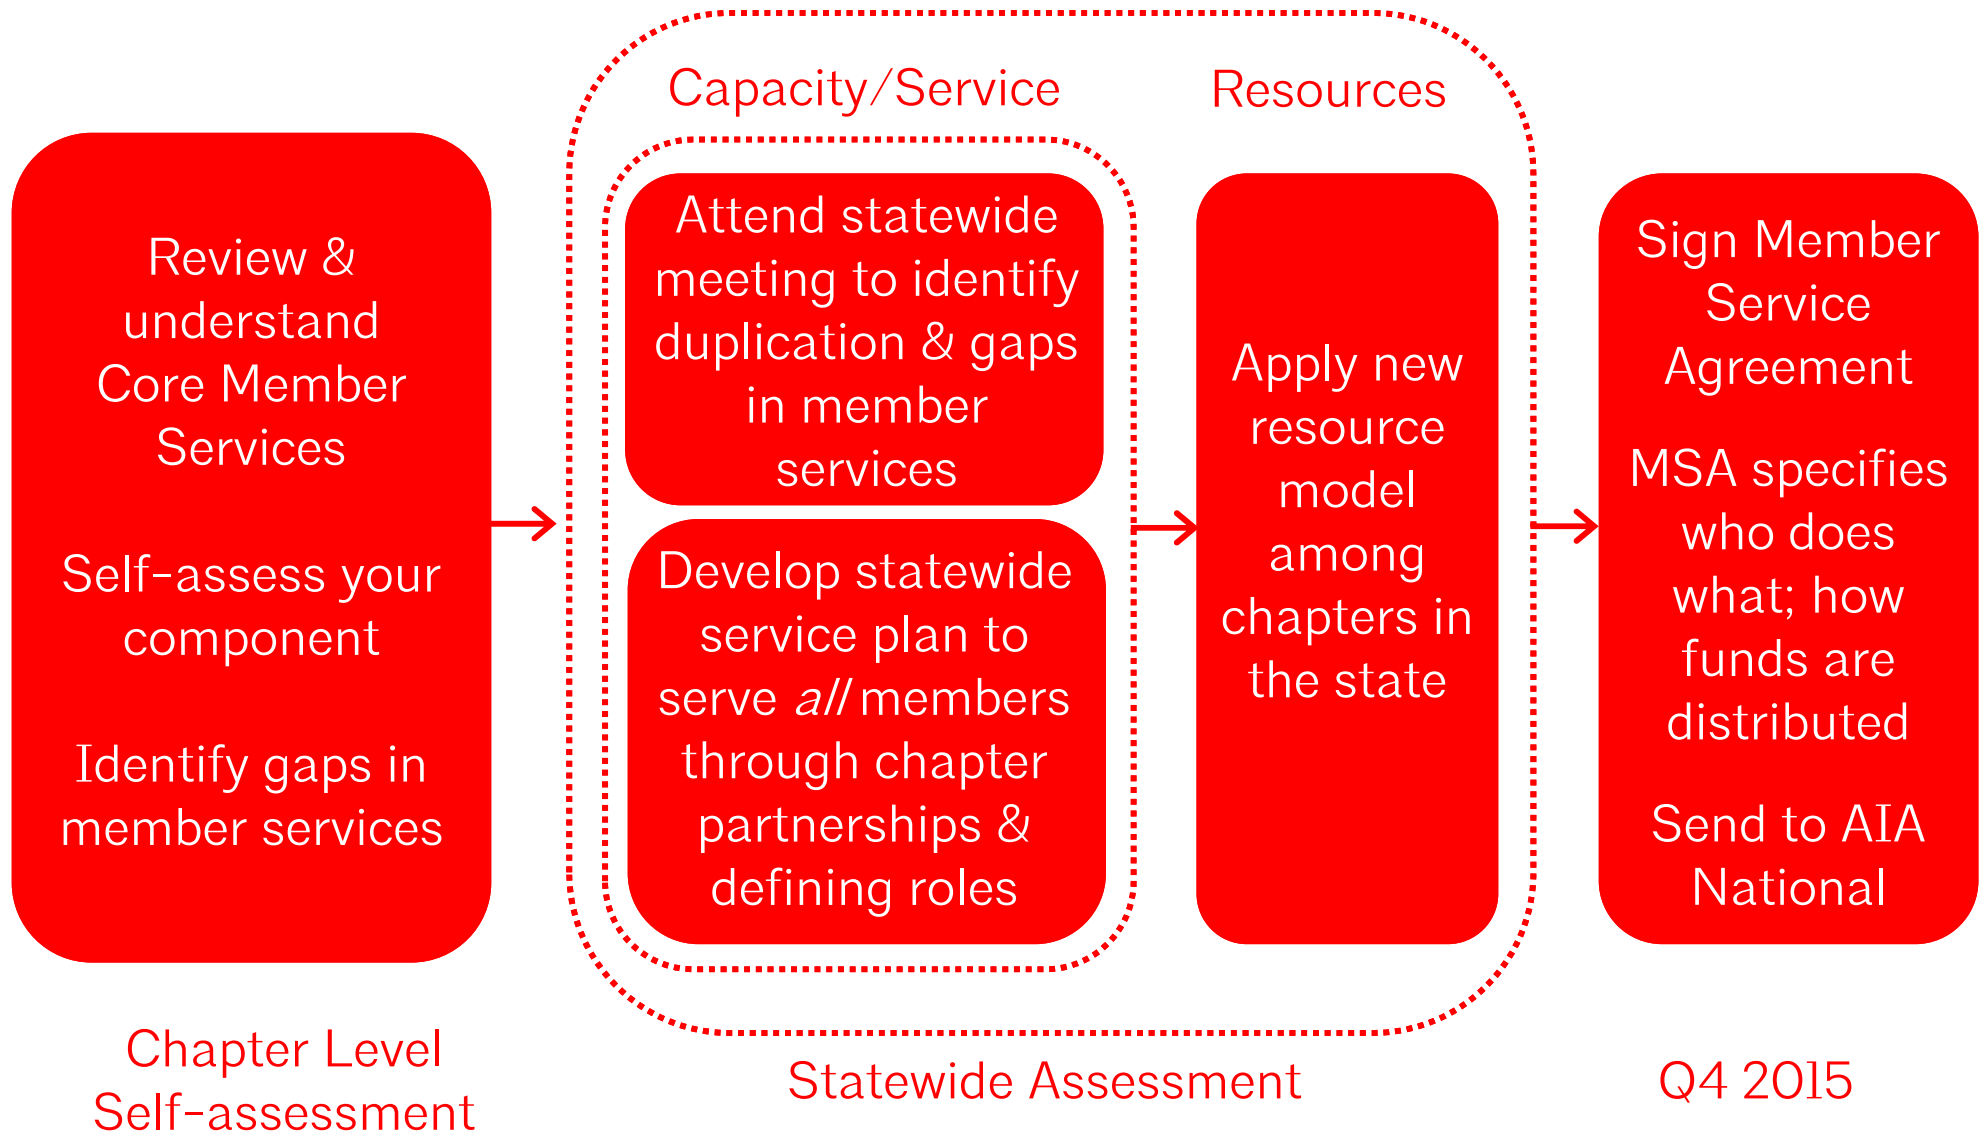 Capacity/Service
Resources
Review &
understand
Core Member
Services
Self-assess your
component
Identify gaps in
member services
Attend statewide
meeting to identify
duplication & gaps
in member
services
Develop statewide
service plan to
serve all members
through chapter
partnerships &
defining roles
Apply new
resource
model
among
chapters in
the state
Sign Member
Service
Agreement
MSA specifies
who does
what; how
funds are
distributed
Send to AIA
National
Chapter Level
Self-assessment
Statewide Assessment
Q4 2015